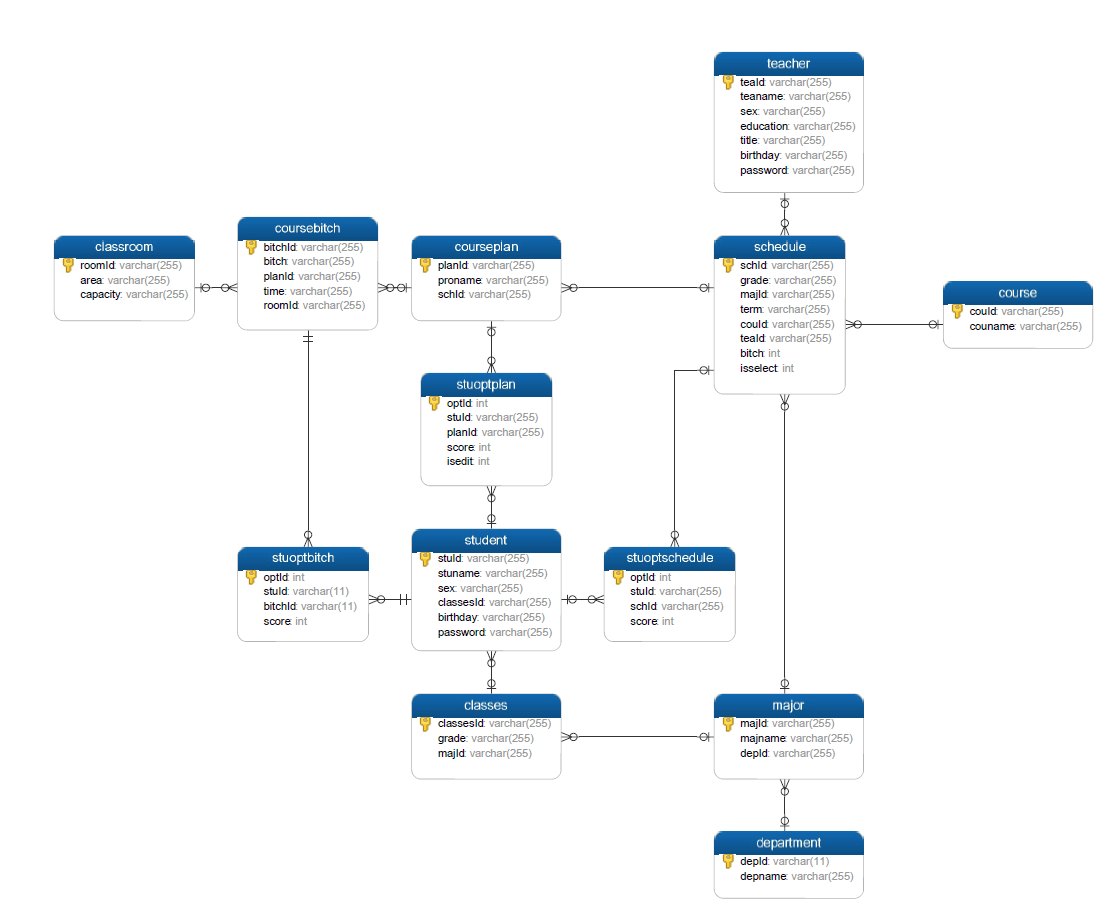 teacher
teaId: varchar(255)
teaname: varchar(255)
sex: varchar(255)
education: varchar(255)
title: varchar(255)
birthday: varchar(255)
password: varchar(255)
classroom
roomId: varchar(255)
area: varchar(255)
capacity: varchar(255)
coursebitch
bitchId: varchar(255)
bitch: varchar(255)
planId: varchar(255)
time: varchar(255)
roomId: varchar(255)
courseplan
planId: varchar(255)
proname: varchar(255)
schId: varchar(255)
schedule
schId: varchar(255)
grade: varchar(255)
majId: varchar(255)
term: varchar(255)
couId: varchar(255)
teaId: varchar(255)
bitch: int
isselect: int
course
couId: varchar(255)
couname: varchar(255)
stuoptplan
optId: int
stuId: varchar(255)
planId: varchar(255)
score: int
isedit: int
stuoptbitch
optId: int
stuId: varchar(11)
bitchId: varchar(11)
score: int
student
stuId: varchar(255)
stuname: varchar(255)
sex: varchar(255)
classesId: varchar(255)
birthday: varchar(255)
password: varchar(255)
stuoptschedule
optId: int
stuId: varchar(255)
schId: varchar(255)
score: int
classes
classesId: varchar(255)
grade: varchar(255)
majId: varchar(255)
major
majId: varchar(255)
majname: varchar(255)
depId: varchar(255)
department
depId: varchar(11)
depname: varchar(255)